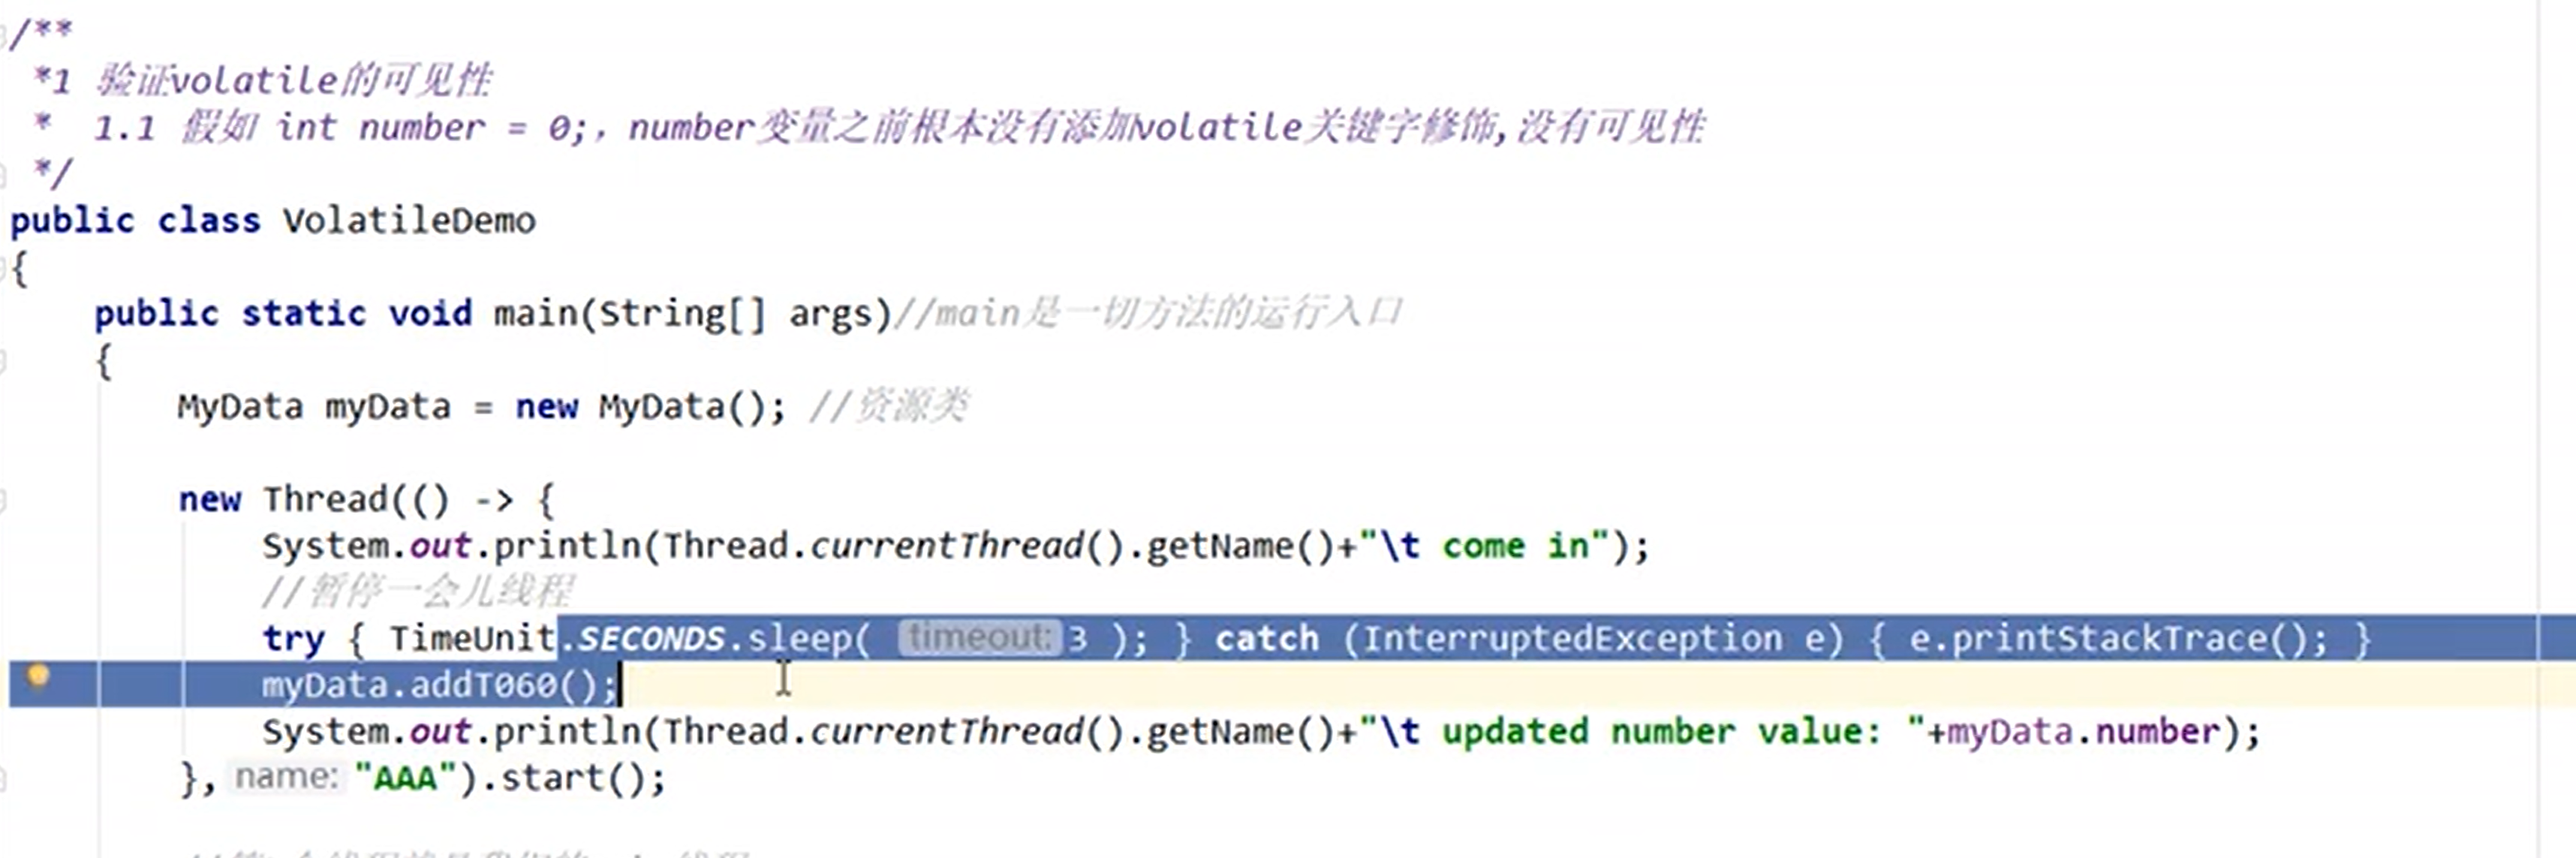 /**
*1 验证volatile的可见性
* 1.1 假如 int number = 0;, number变量之前根本没有添加volatile关键字修饰,没有可见性
*/
public class VolatileDemo
{
public static void main(String[] args)//main是一切方法的运行入口
{
MyData myData = new MyData(); //资源类
new Thread(() -> {
System.out.println(Thread.currentThread().getName()+"\t come in");
//暂停一会儿线程
try { TimeUnit.SECONDS.sleep( timeout: 3 ); } catch (InterruptedException e) { e.printStackTrace(); }
myData.addT060();
System.out.println(Thread.currentThread().getName()+"\t updated number value: "+myData.number);
}, name: "AAA").start();